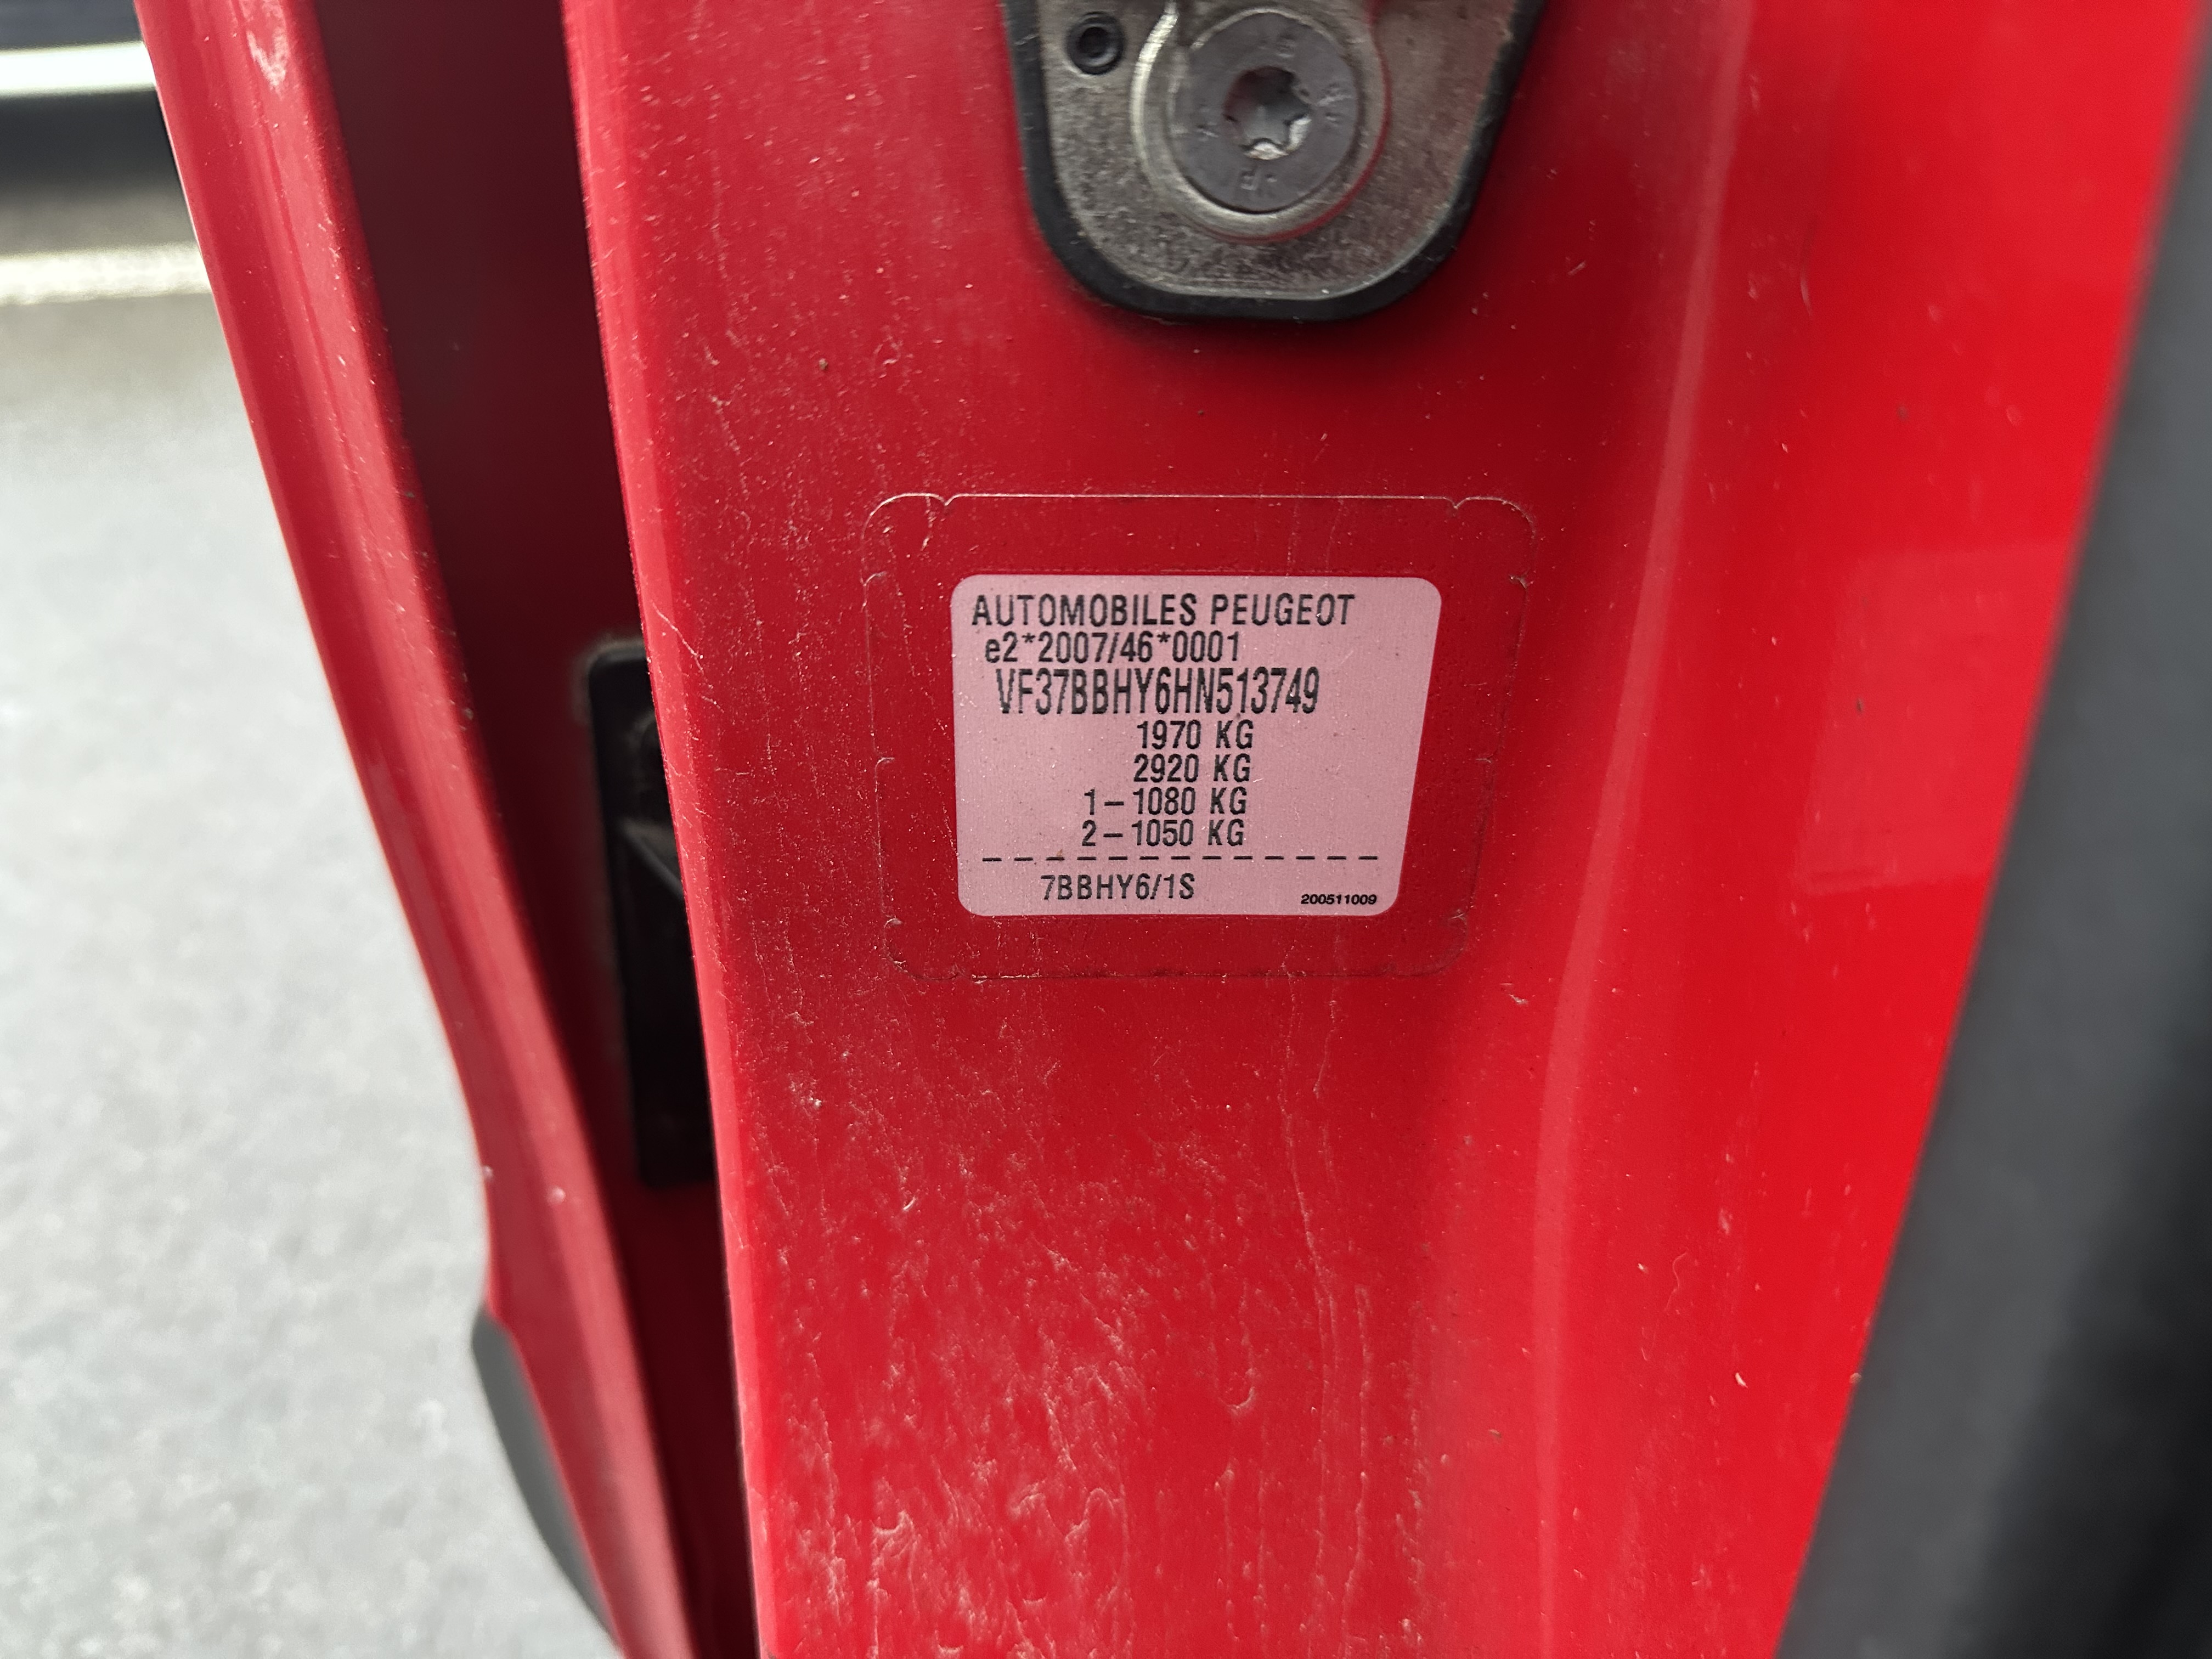 AUTOMOBILES PEUGEOT
e2*2007/46*0001
VF37BBHY6HN513749
1970 KG
2920 KG
1-1080 KG
2-1050 KG
7BBHY6/1S
200511009